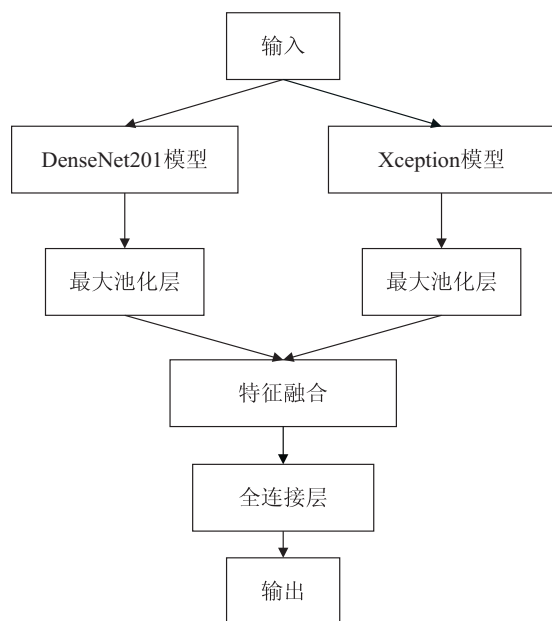 输入
DenseNet201模型
Xception模型
最大池化层
最大池化层
特征融合
全连接层
输出